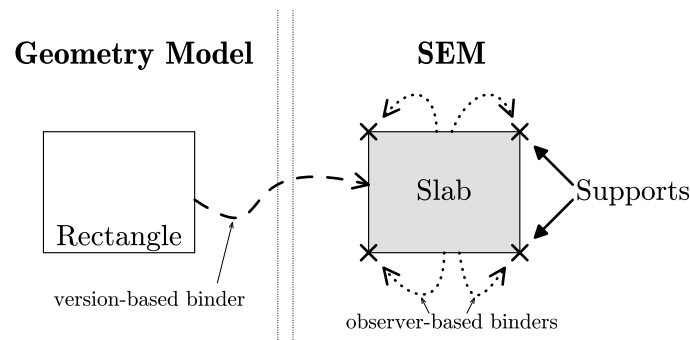 Geometry Model
SEM
Slab
Supports
Rectangle
version-based binder
observer-based binders